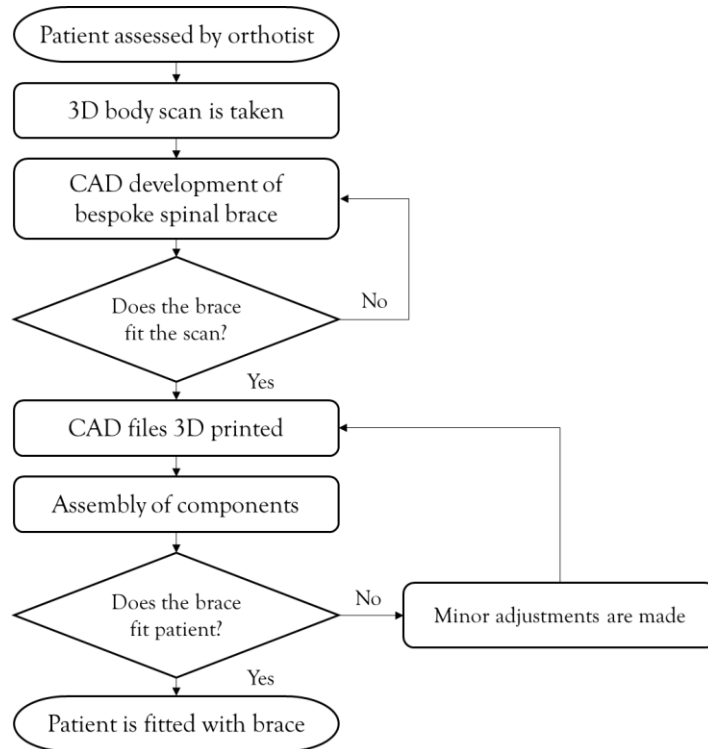 Patient assessed by orthotist
3D body scan is taken
CAD development of
bespoke spinal brace
Does the brace
fit the scan?
No
Yes
CAD files 3D printed
Assembly of components
Does the brace
fit patient?
No
Minor adjustments are made
Yes
Patient is fitted with brace